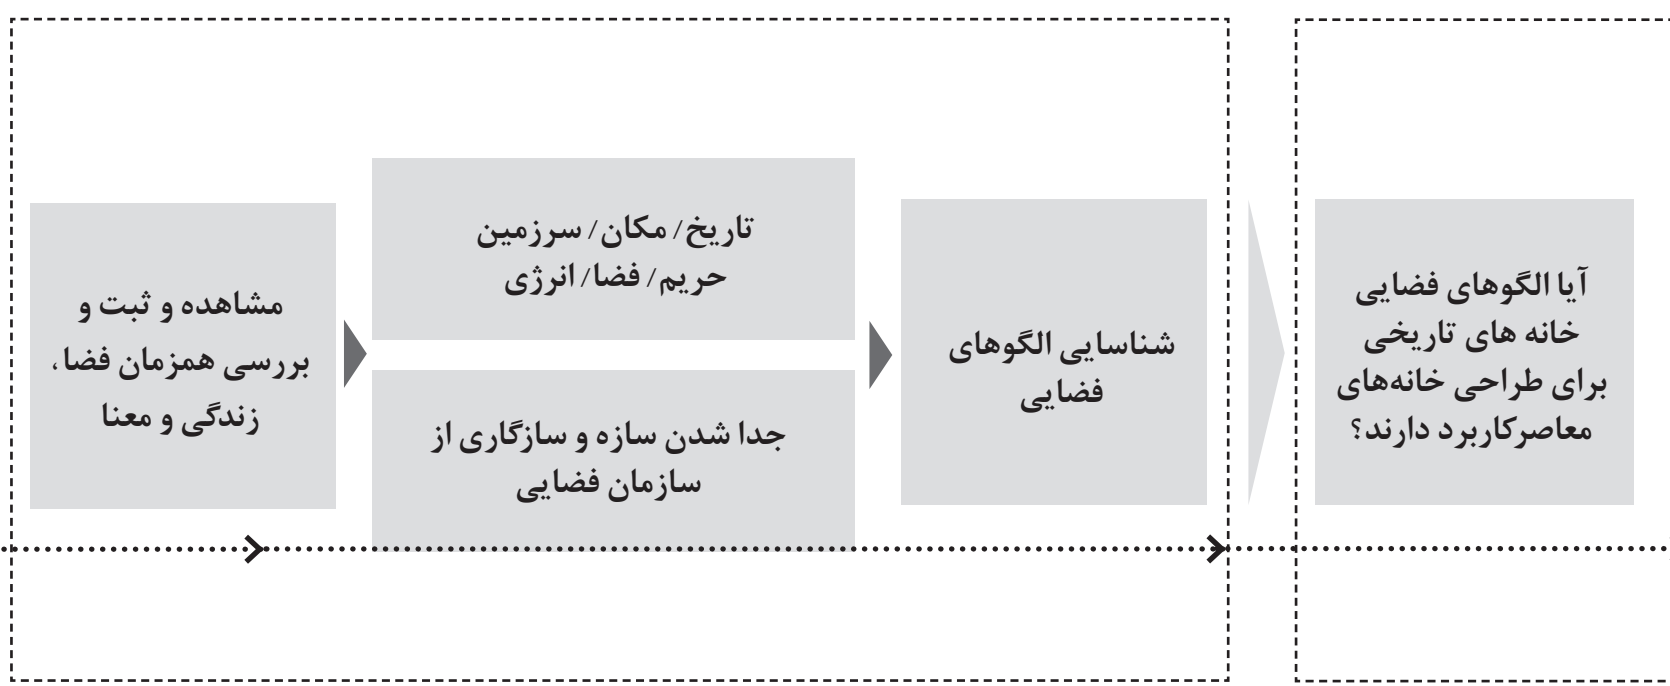 مشاهده و ثبت و
بررسی همزمان فضا،
زندگی و معنا
تاریخ/ مکان/ سرزمین
حریم/ فضا/ انرژی
جدا شدن سازه و سازگاری از
سازمان فضایی
شناسایی الگوهای
فضایی
آیا الگوهای فضایی
خانه های تاریخی
برای طراحی خانه‌های
معاصرکاربرد دارند؟